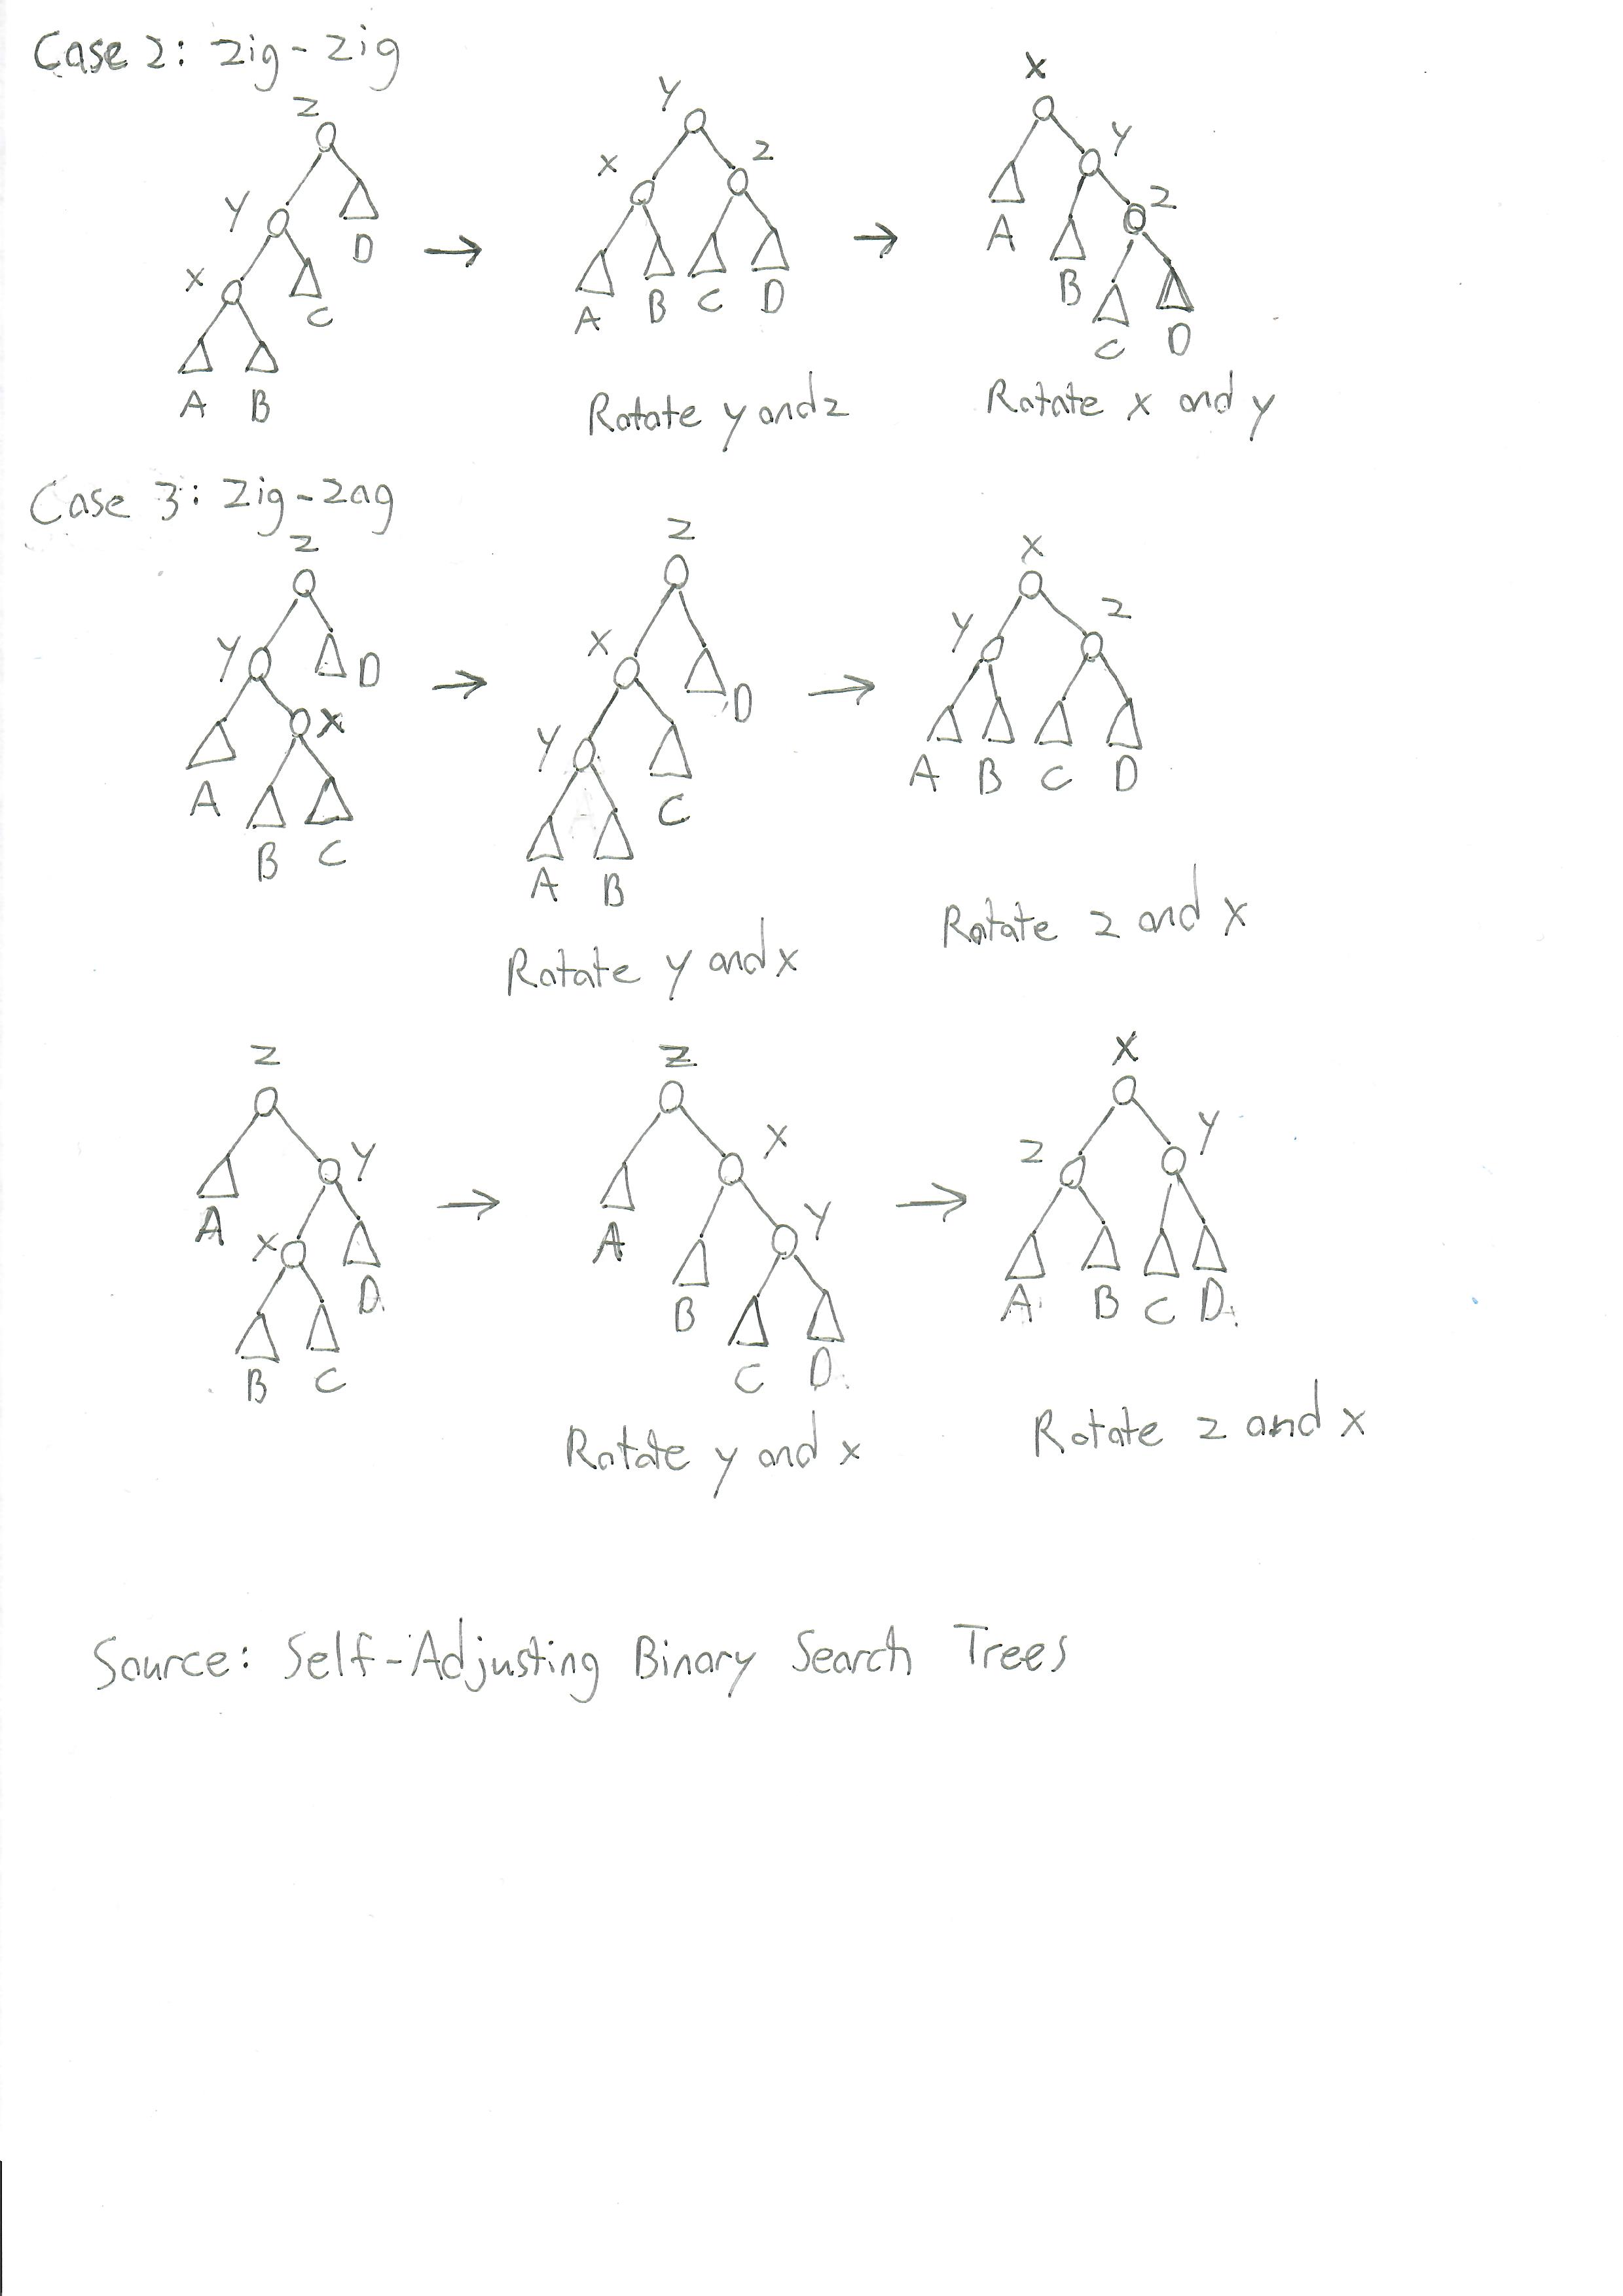 Case 2: zig-zig
z y x
y D x z A y
x C A B C D B z
A B C D
Rotate y and z Rotate x and y
Case 3: zig-zag
z z x
y D x D y z
A x y C A B C D
B C A B
Rotate y and x Rotate z and x
z z x
A y A x z y
x D B y A B C D
B C C D
Rotate y and x Rotate z and x
Source: Self-Adjusting Binary Search Trees